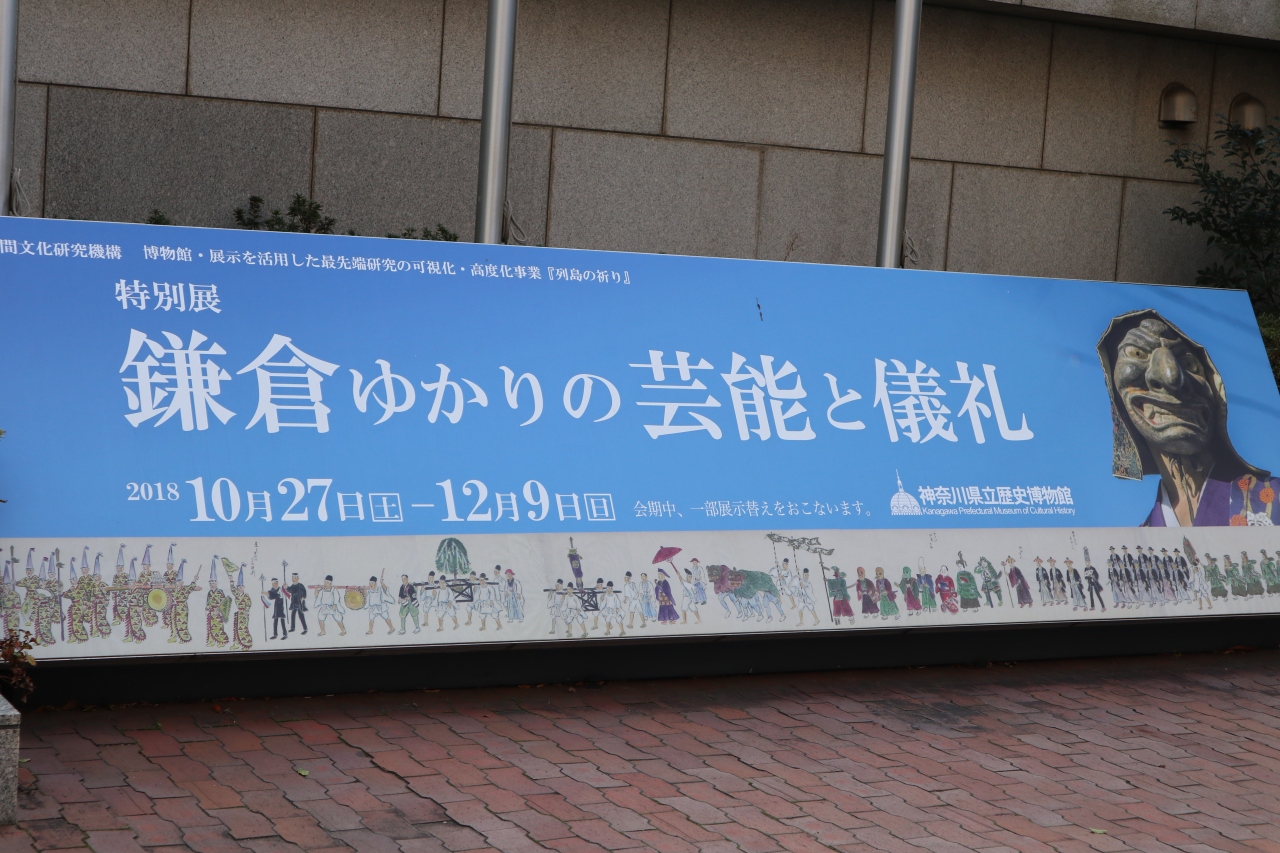 間文化研究機構　博物館・展示を活用した最先端研究の可視化・高度化事業『列島の祈り』
特別展
鎌倉ゆかりの芸能と儀礼
2018 10月27日土－12月9日日　会期中、一部展示替えをおこないます。
神奈川県立歴史博物館
Kanagawa Prefectural Museum of Cultural History